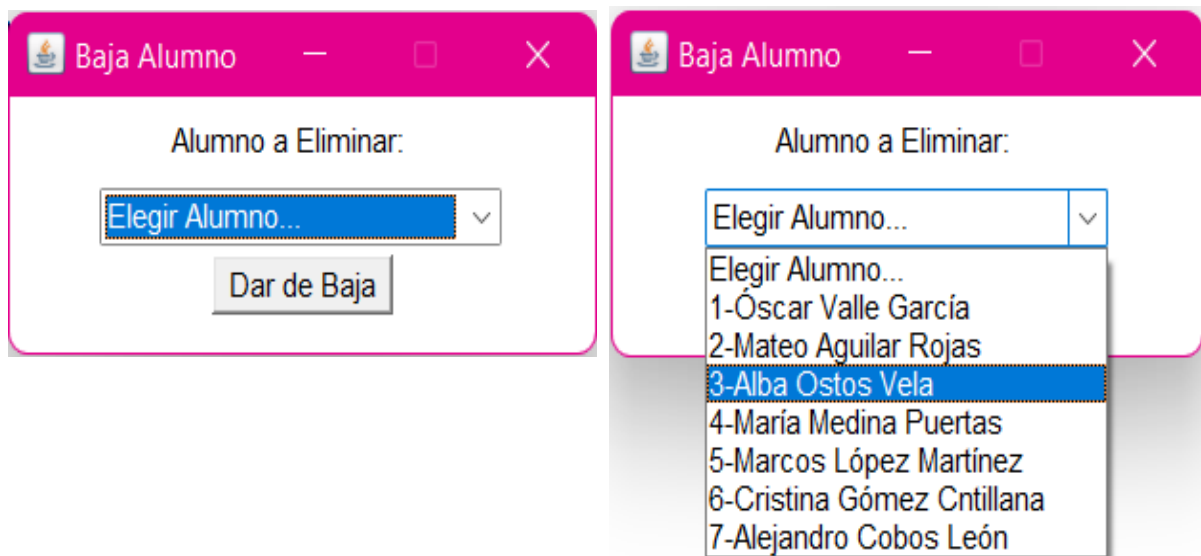 Baja Alumno
Alumno a Eliminar:
Elegir Alumno...
Dar de Baja
Baja Alumno
Alumno a Eliminar:
Elegir Alumno...
Elegir Alumno...
1-Óscar Valle García
2-Mateo Aguilar Rojas
3-Alba Ostos Vela
4-María Medina Puertas
5-Marcos López Martínez
6-Cristina Gómez Cntillana
7-Alejandro Cobos León